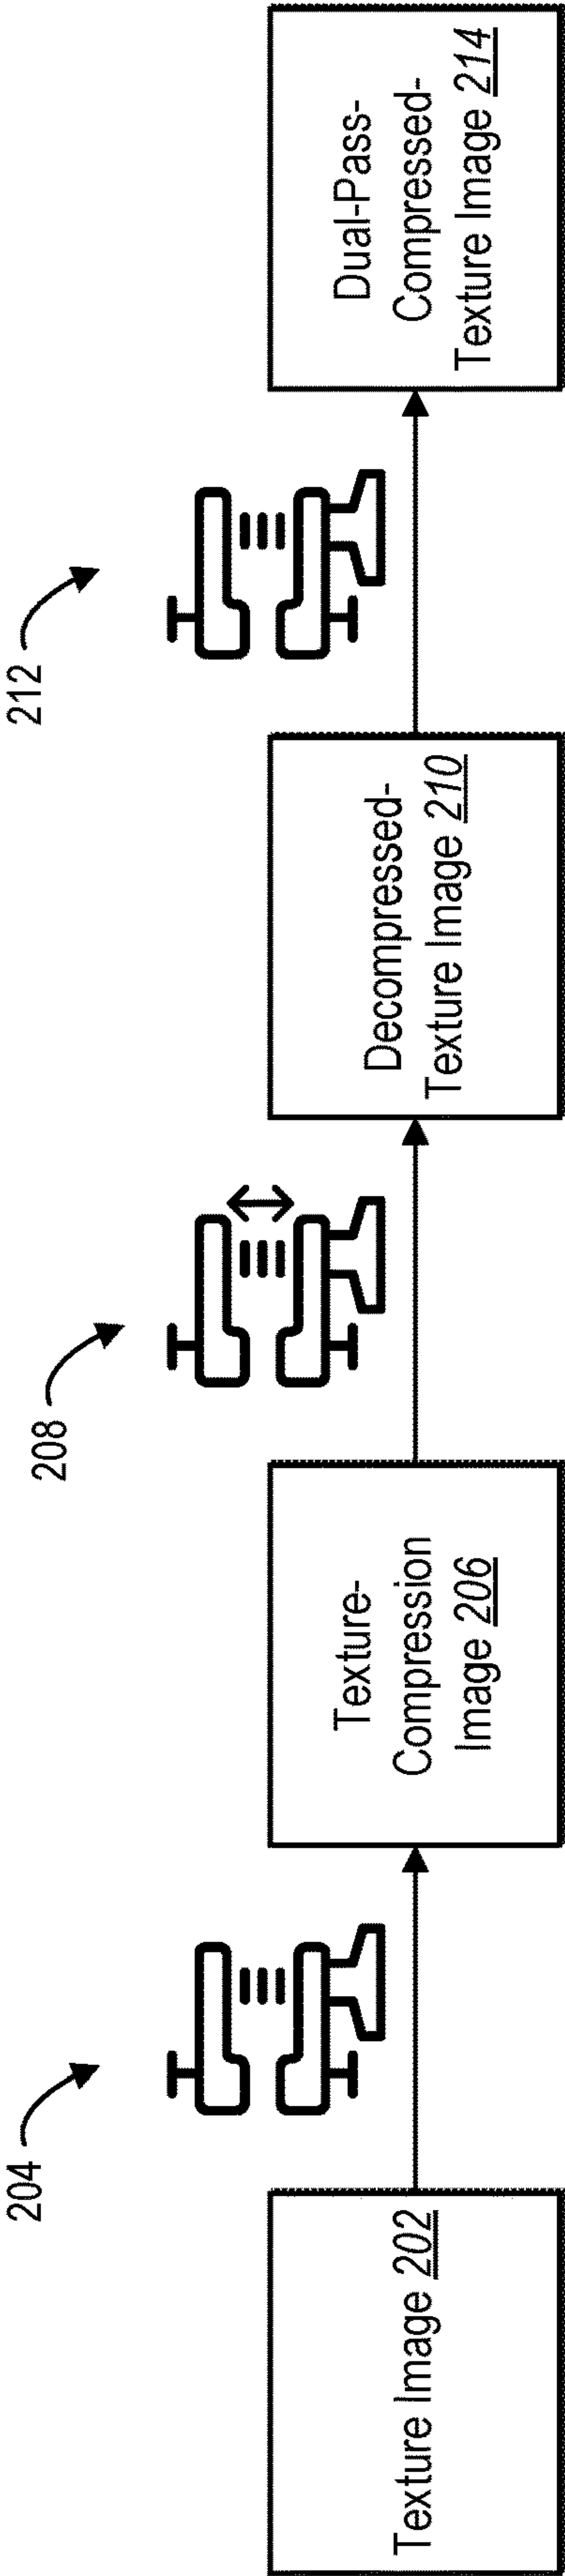 204
208
212
Texture Image 202
Texture-
Compression
Image 206
Decompressed-
Texture Image 210
Dual-Pass-
Compressed-
Texture Image 214